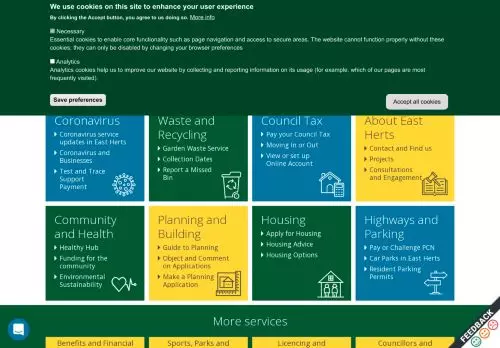 We use cookies on this site to enhance your user experience
By clicking the Accept button, you agree to us doing so. More info
Necessary
Essential cookies to enable core functionality such as page navigation and access to secure areas. The website cannot function properly without these
cookies; they can only be disabled by changing your browser preferences
Analytics
Analytics cookies help us to improve our website by collecting and reporting information on its usage (for example, which of our pages are most
frequently visited).
Save preferences
Accept all cookies
Coronavirus
Coronavirus service
updates in East Herts
Coronavirus and
Businesses
Test and Trace
Support
Payment
Waste and
Recycling
Garden Waste Service
Collection Dates
Report a Missed
Bin
Council Tax
Pay your Council Tax
Moving in or Out
View or set up
Online Account
About East
Herts
Contact and Find us
Projects
Consultations
and Engagement
Community
and Health
Healthy Hub
Funding for the
community
Environmental
Sustainability
Planning and
Building
Guide to Planning
Object and Comment
on Applications
Make a Planning
Application
Housing
Apply for Housing
Housing Advice
Housing Options
Highways and
Parking
Pay or Challenge PCN
Car Parks in East Herts
Resident Parking
Permits
More services
Benefits and Financial
Sports, Parks and
Licencing and
Councillors and
FEEDBACK